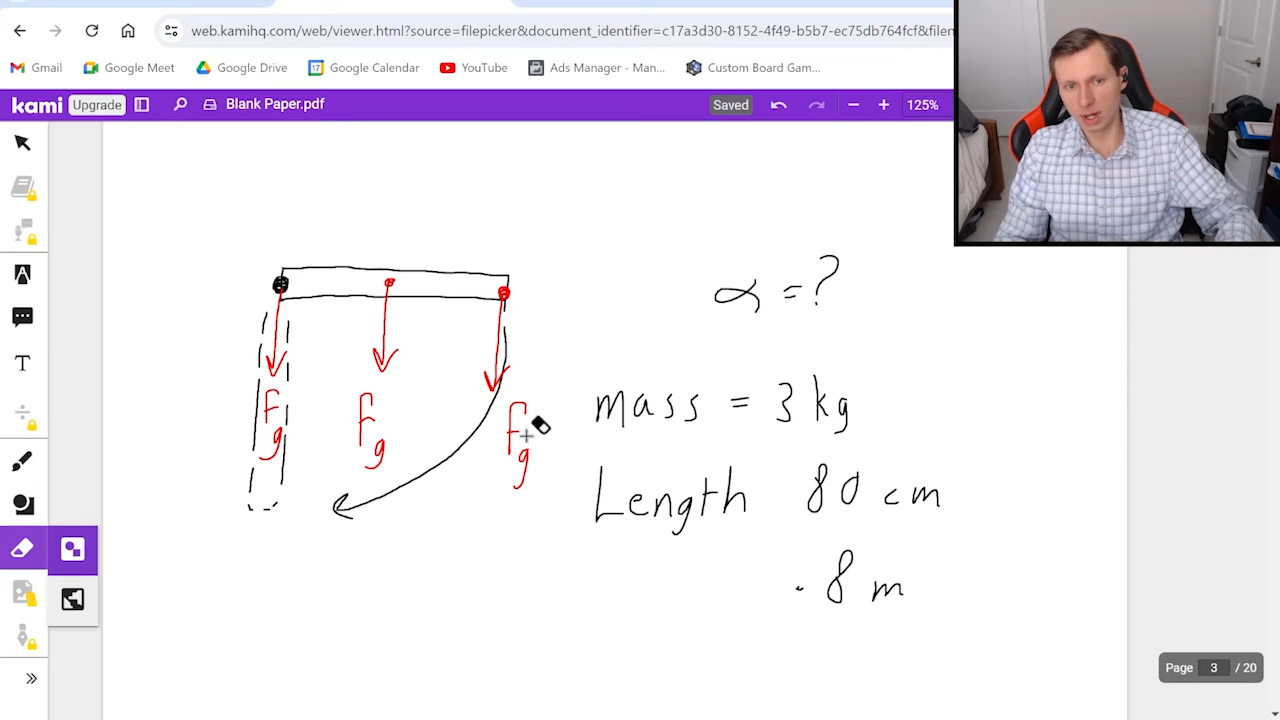 web.kamihq.com/web/viewer.html?source=filepicker&document_identifier=c17a3d30-8152-4f49-b5b7-ec75db764fcf&filen
Gmail Google Meet Google Drive 17 Google Calendar YouTube Ads Manager - Man... Custom Board Gam...
kami Upgrade Blank Paper.pdf Saved 125%
α = ?
mass = 3 kg
Fg Fg Fg
Length 80 cm
.8 m
Page 3 / 20